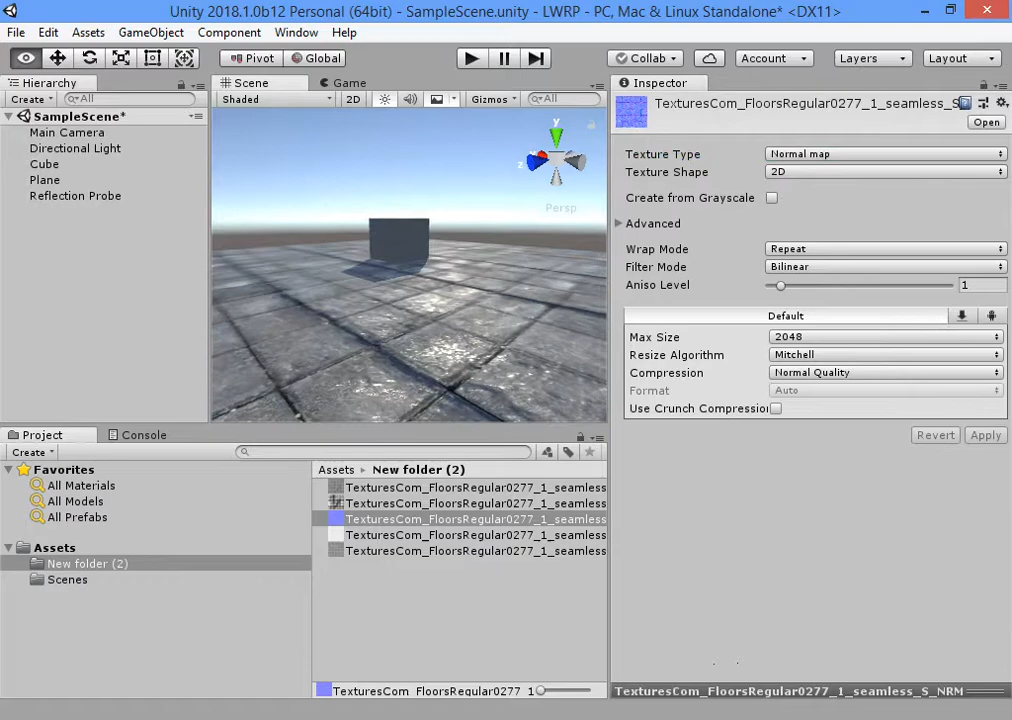 Unity 2018.1.0b12 Personal (64bit) - SampleScene.unity - LWRP - PC, Mac & Linux Standalone* <DX11>
File Edit Assets GameObject Component Window Help
Pivot Global Collab Account Layers Layout
Hierarchy
Create All
SampleScene*
Main Camera
Directional Light
Cube
Plane
Reflection Probe
Scene Game
Shaded 2D Gizmos All
y
z
Persp
Project Console
Create
Favorites
All Materials
All Models
All Prefabs
Assets
New folder (2)
Scenes
Assets New folder (2)
TexturesCom_FloorsRegular0277_1_seamless
TexturesCom_FloorsRegular0277_1_seamless
TexturesCom_FloorsRegular0277_1_seamless
TexturesCom_FloorsRegular0277_1_seamless
TexturesCom_FloorsRegular0277_1_seamless
TexturesCom_FloorsRegular0277_1
Inspector
TexturesCom_FloorsRegular0277_1_seamless_S
Open
Texture Type Normal map
Texture Shape 2D
Create from Grayscale
Advanced
Wrap Mode Repeat
Filter Mode Bilinear
Aniso Level 1
Default
Max Size 2048
Resize Algorithm Mitchell
Compression Normal Quality
Format Auto
Use Crunch Compressio
Revert Apply
TexturesCom_FloorsRegular0277_1_seamless_S_NRM